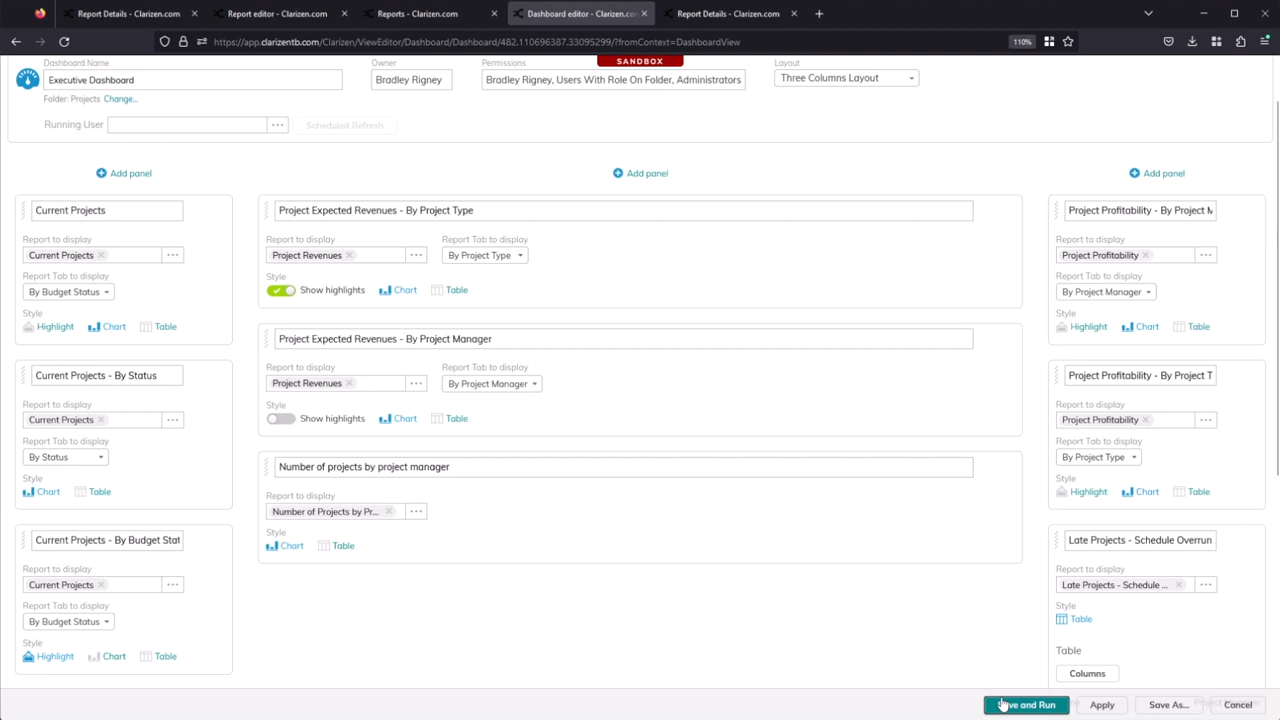 Report Details - Clarizen.com
Report editor - Clarizen.com
Reports - Clarizen.com
Dashboard editor - Clarizen.co
Report Details - Clarizen.com
https://app.clarizentb.com/Clarizen/ViewEditor/Dashboard/Dashboard/482.110696387.33095299/?fromContext=DashboardView
110%
SANDBOX
Dashboard Name
Owner
Permissions
Layout
Executive Dashboard
Bradley Rigney
Bradley Rigney, Users With Role On Folder, Administrators
Three Columns Layout
Folder: Projects Change...
Running User
Scheduled Refresh
Add panel
Add panel
Add panel
Current Projects
Report to display
Current Projects
Report Tab to display
By Budget Status
Style
Highlight Chart Table
Current Projects - By Status
Report to display
Current Projects
Report Tab to display
By Status
Style
Chart Table
Current Projects - By Budget Stat
Report to display
Current Projects
Report Tab to display
By Budget Status
Style
Highlight Chart Table
Project Expected Revenues - By Project Type
Report to display Report Tab to display
Project Revenues By Project Type
Style
Show highlights Chart Table
Project Expected Revenues - By Project Manager
Report to display Report Tab to display
Project Revenues By Project Manager
Style
Show highlights Chart Table
Number of projects by project manager
Report to display
Number of Projects by Pr...
Style
Chart Table
Project Profitability - By Project M
Report to display
Project Profitability
Report Tab to display
By Project Manager
Style
Highlight Chart Table
Project Profitability - By Project T
Report to display
Project Profitability
Report Tab to display
By Project Type
Style
Highlight Chart Table
Late Projects - Schedule Overrun
Report to display
Late Projects - Schedule ...
Style
Table
Table
Columns
Save and Run Apply Save As... Cancel